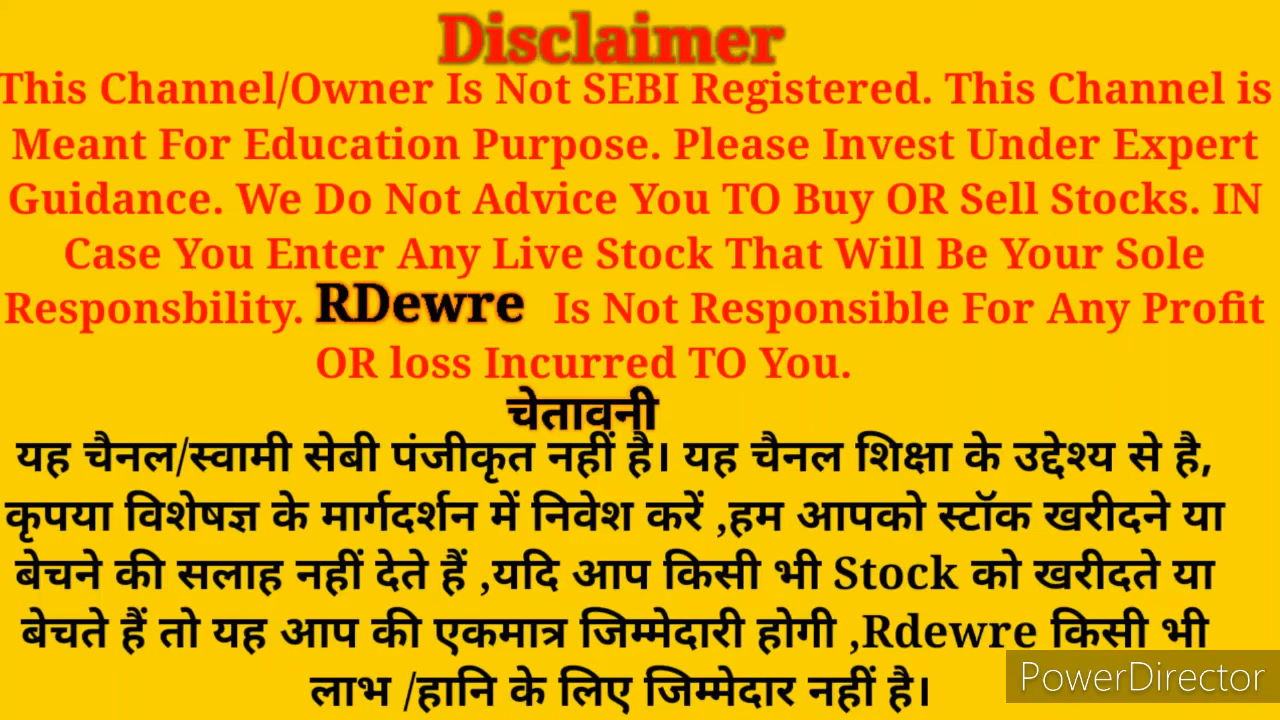 Disclaimer
This Channel/Owner Is Not SEBI Registered. This Channel is
Meant For Education Purpose. Please Invest Under Expert
Guidance. We Do Not Advice You TO Buy OR Sell Stocks. IN
Case You Enter Any Live Stock That Will Be Your Sole
Responsbility. RDewre Is Not Responsible For Any Profit
OR loss Incurred TO You.
चेतावनी
यह चैनल/स्वामी सेबी पंजीकृत नहीं है। यह चैनल शिक्षा के उद्देश्य से है,
कृपया विशेषज्ञ के मार्गदर्शन में निवेश करें ,हम आपको स्टॉक खरीदने या
बेचने की सलाह नहीं देते हैं ,यदि आप किसी भी Stock को खरीदते या
बेचते हैं तो यह आप की एकमात्र जिम्मेदारी होगी ,Rdewre किसी भी
लाभ /हानि के लिए जिम्मेदार नहीं है।
PowerDirector